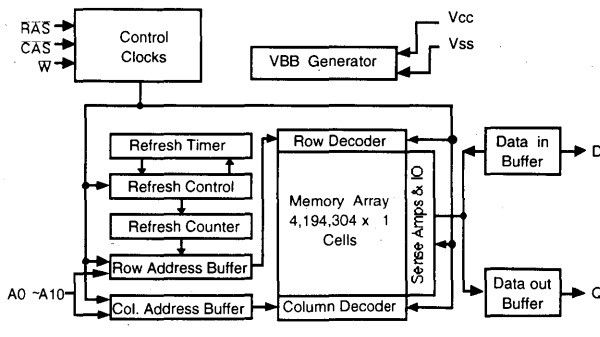 R̅A̅S̅
C̅A̅S̅
W̅
Control
Clocks
VBB Generator
Vcc
Vss
Refresh Timer
Refresh Control
Refresh Counter
Row Address Buffer
Col. Address Buffer
A0 ~A10
Row Decoder
Memory Array
4,194,304 x 1
Cells
Column Decoder
Sense Amps & IO
Data in
Buffer
D
Data out
Buffer
Q